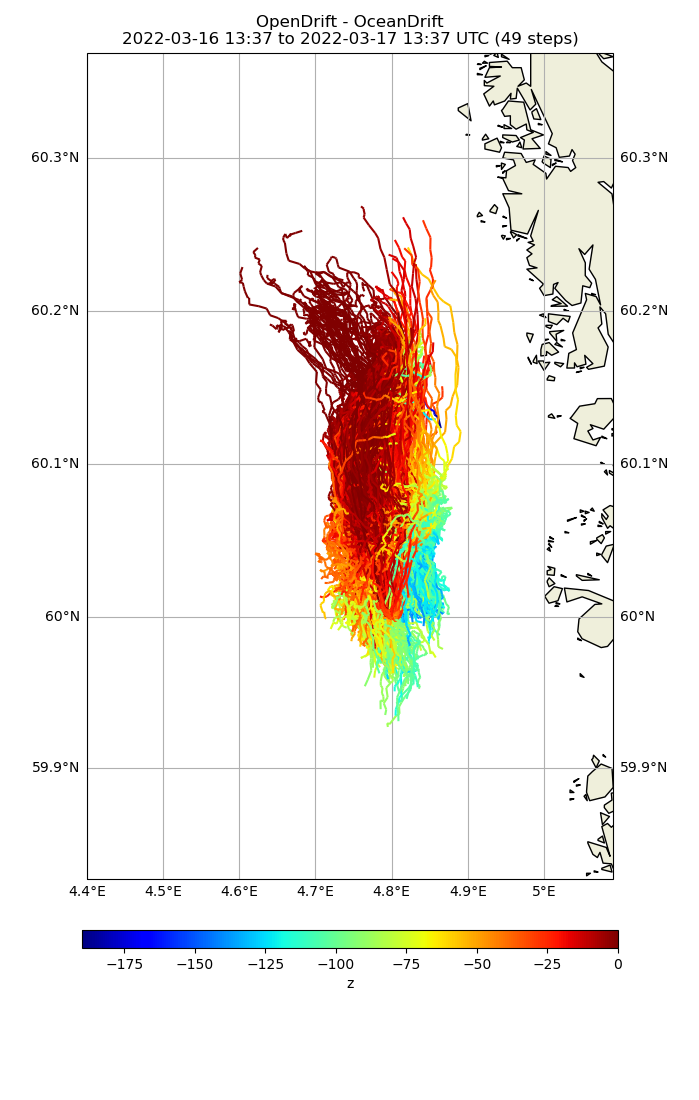 OpenDrift - OceanDrift
2022-03-16 13:37 to 2022-03-17 13:37 UTC (49 steps)
60.3°N 60.3°N
60.2°N 60.2°N
60.1°N 60.1°N
60°N 60°N
59.9°N 59.9°N
4.4°E 4.5°E 4.6°E 4.7°E 4.8°E 4.9°E 5°E
−175 −150 −125 −100 −75 −50 −25 0
z